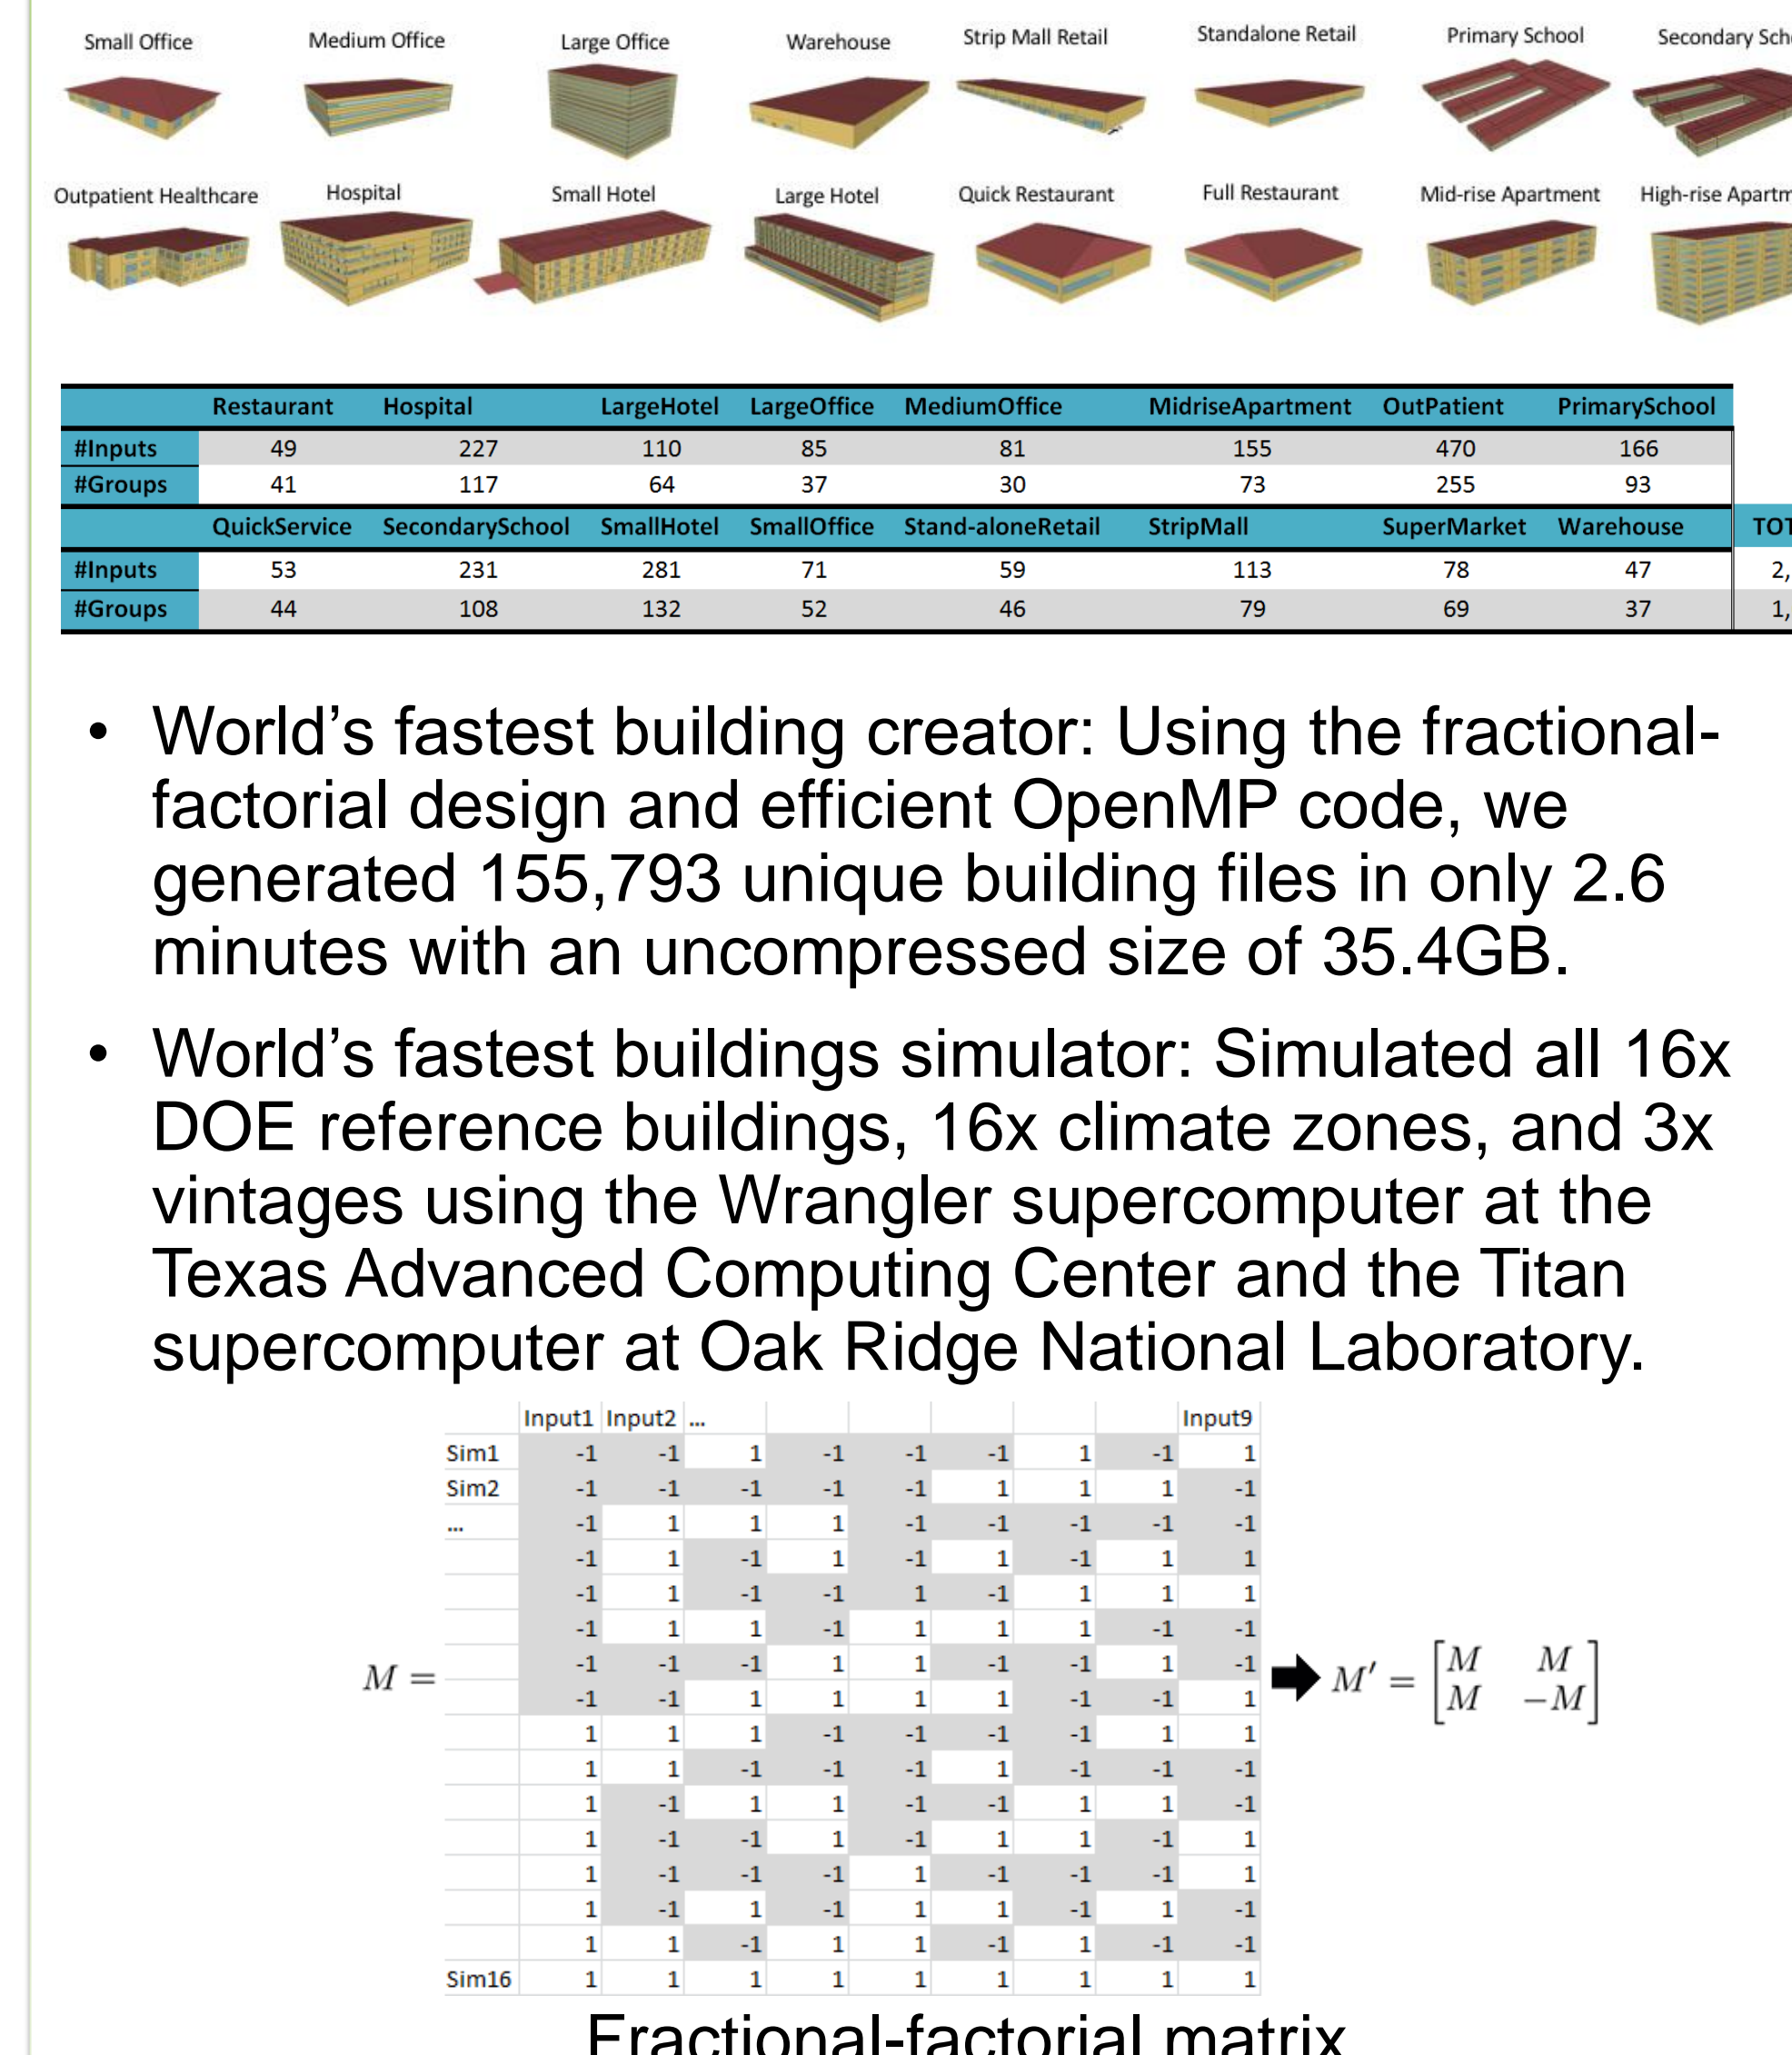 Small Office Medium Office Large Office Warehouse Strip Mall Retail Standalone Retail Primary School Secondary
Outpatient Healthcare Hospital Small Hotel Large Hotel Quick Restaurant Full Restaurant Mid-rise Apartment High-rise
Restaurant Hospital LargeHotel LargeOffice MediumOffice MidriseApartment OutPatient PrimarySchool
#Inputs 49 227 110 85 81 155 470 166
#Groups 41 117 64 37 30 73 255 93
QuickService SecondarySchool SmallHotel SmallOffice Stand-aloneRetail StripMall SuperMarket Warehouse
#Inputs 53 231 281 71 59 113 78 47
#Groups 44 108 132 52 46 79 69 37
• World’s fastest building creator: Using the fractional-
factorial design and efficient OpenMP code, we
generated 155,793 unique building files in only 2.6
minutes with an uncompressed size of 35.4GB.
• World’s fastest buildings simulator: Simulated all 16x
DOE reference buildings, 16x climate zones, and 3x
vintages using the Wrangler supercomputer at the
Texas Advanced Computing Center and the Titan
supercomputer at Oak Ridge National Laboratory.
Input1 Input2 ... Input9
Sim1 -1 -1 1 -1 -1 -1 1 -1 1
Sim2 -1 -1 -1 -1 -1 1 1 1 -1
... -1 1 1 1 -1 -1 -1 -1 -1
-1 1 -1 1 -1 1 -1 1 1
-1 1 -1 -1 1 -1 1 1 1
-1 1 1 -1 1 1 1 -1 -1
-1 -1 -1 1 1 -1 -1 1 -1
-1 -1 1 1 1 1 -1 -1 1
1 1 1 -1 -1 -1 -1 1 1
1 1 -1 -1 -1 1 -1 -1 -1
1 -1 1 1 -1 -1 1 1 -1
1 -1 -1 1 -1 1 1 -1 1
1 -1 -1 -1 1 -1 -1 -1 1
1 -1 1 -1 1 1 -1 1 -1
1 1 -1 1 1 -1 1 -1 -1
Sim16 1 1 1 1 1 1 1 1 1
M =
M′ = [M M
M −M]
Fractional-factorial matrix